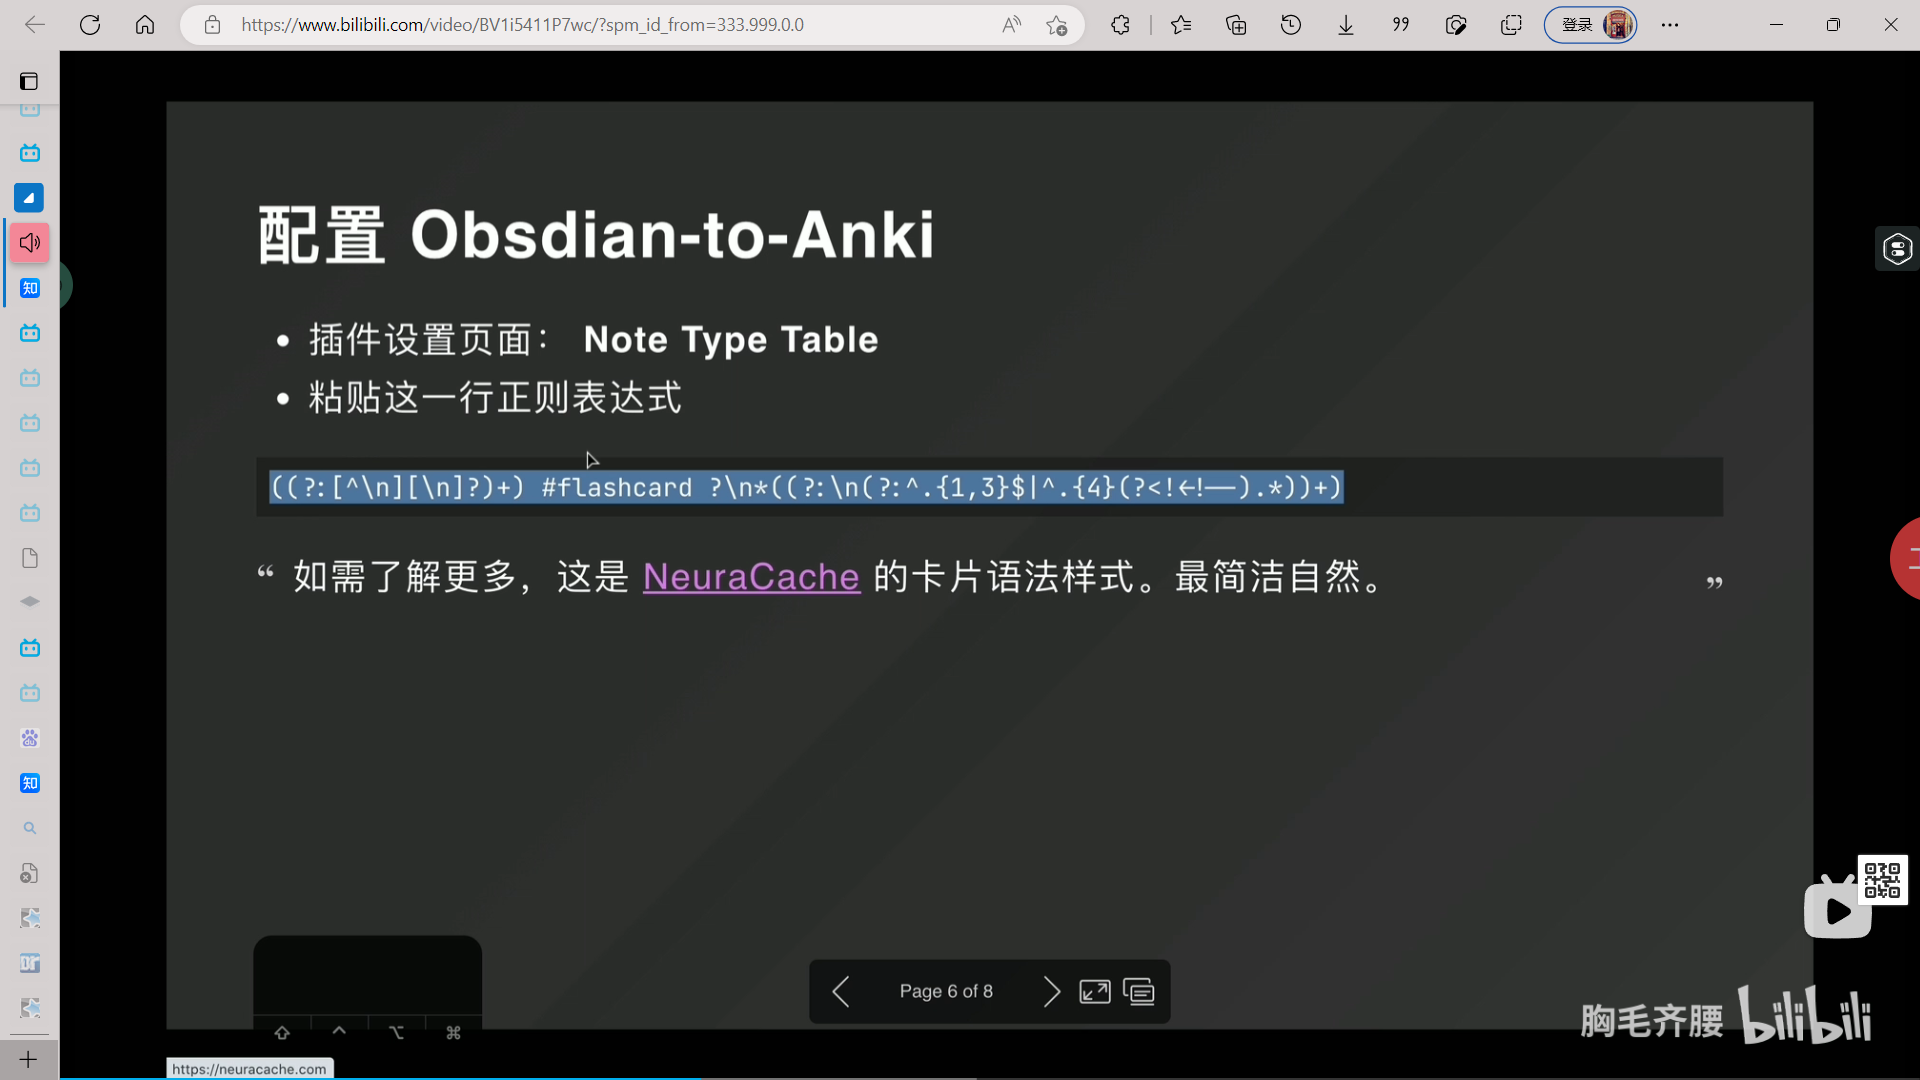 https://www.bilibili.com/video/BV1i5411P7wc/?spm_id_from=333.999.0.0
登录
配置 Obsdian-to-Anki
• 插件设置页面： Note Type Table
• 粘贴这一行正则表达式
((?:[^\n][\n]?)+) #flashcard ?\n*((?:\n(?:^.{1,3}$|^.{4}(?<!<!--).*))+)
“ 如需了解更多，这是 NeuraCache 的卡片语法样式。最简洁自然。 ”
Page 6 of 8
胸毛齐腰 bilibili
https://neuracache.com
知
知